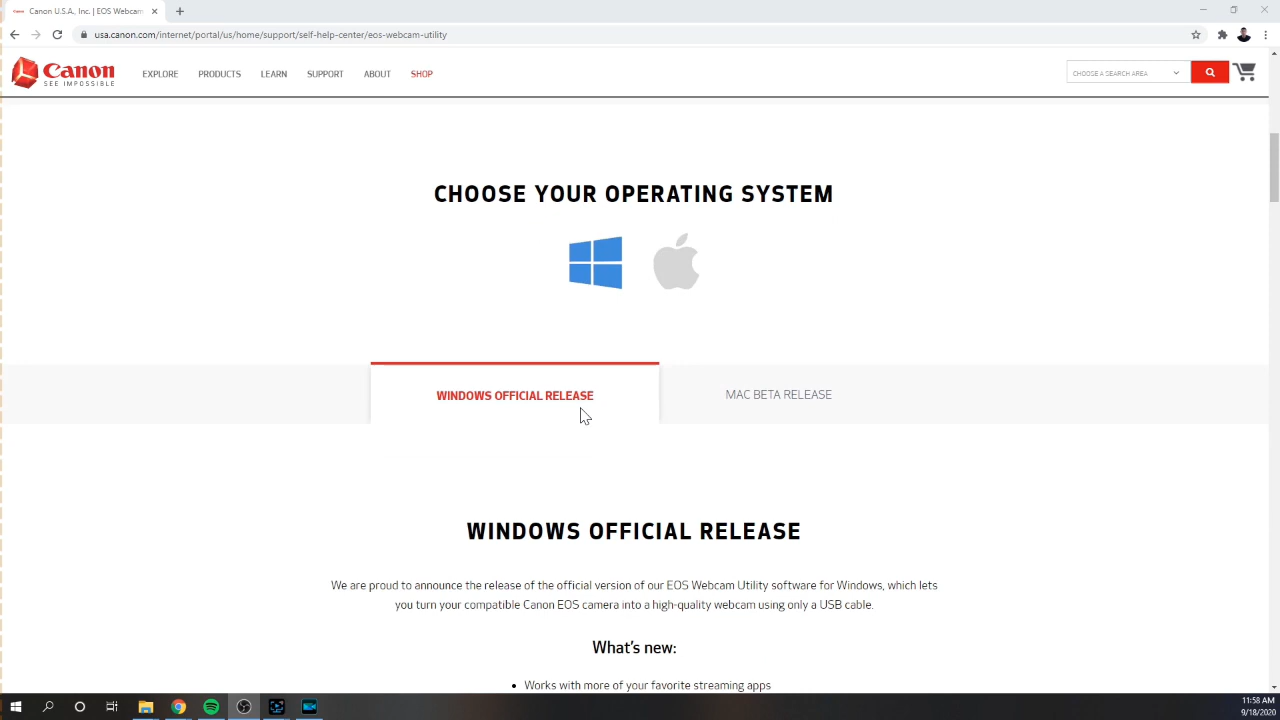 Canon U.S.A., Inc. | EOS Webcam
usa.canon.com/internet/portal/us/home/support/self-help-center/eos-webcam-utility
Canon
SEE IMPOSSIBLE
EXPLORE PRODUCTS LEARN SUPPORT ABOUT SHOP
CHOOSE A SEARCH AREA
CHOOSE YOUR OPERATING SYSTEM
WINDOWS OFFICIAL RELEASE
MAC BETA RELEASE
WINDOWS OFFICIAL RELEASE
We are proud to announce the release of the official version of our EOS Webcam Utility software for Windows, which lets
you turn your compatible Canon EOS camera into a high-quality webcam using only a USB cable.
What's new:
• Works with more of your favorite streaming apps
11:58 AM
9/18/2020